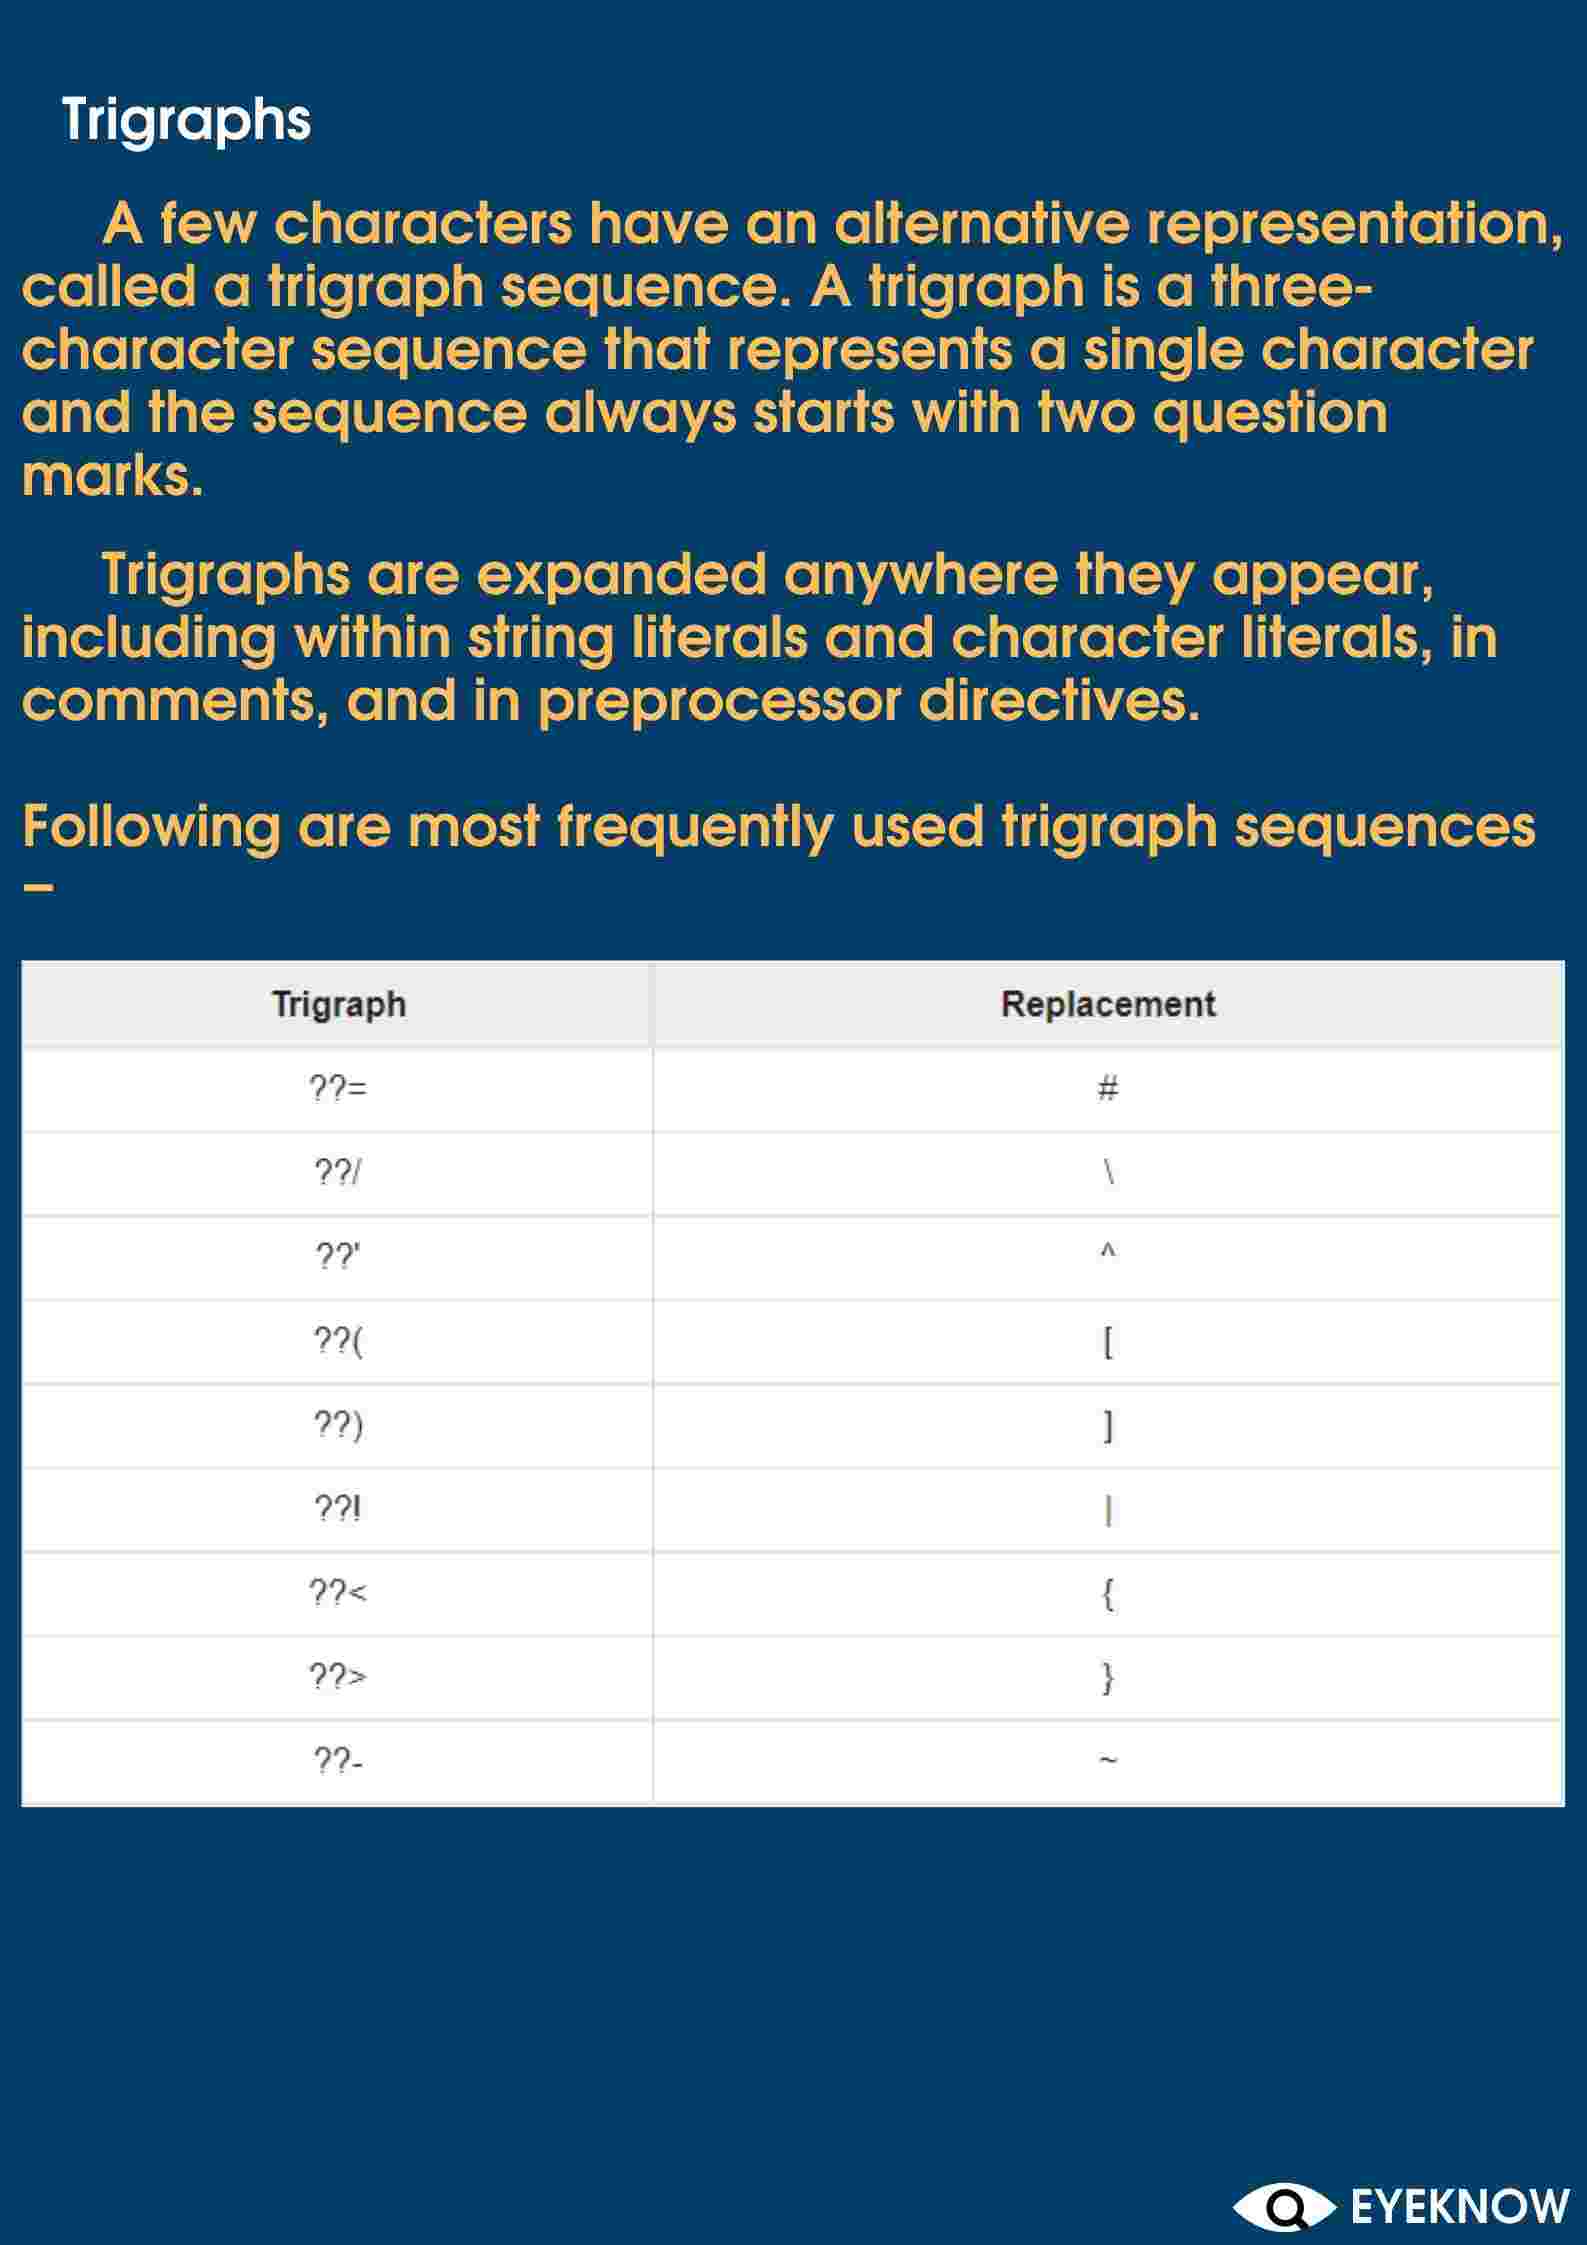 Trigraphs
A few characters have an alternative representation,
called a trigraph sequence. A trigraph is a three-
character sequence that represents a single character
and the sequence always starts with two question
marks.
Trigraphs are expanded anywhere they appear,
including within string literals and character literals, in
comments, and in preprocessor directives.
Following are most frequently used trigraph sequences
–
Trigraph Replacement
??= #
??/ \
??' ^
??( [
??) ]
??! |
??< {
??> }
??- ~
EYEKNOW